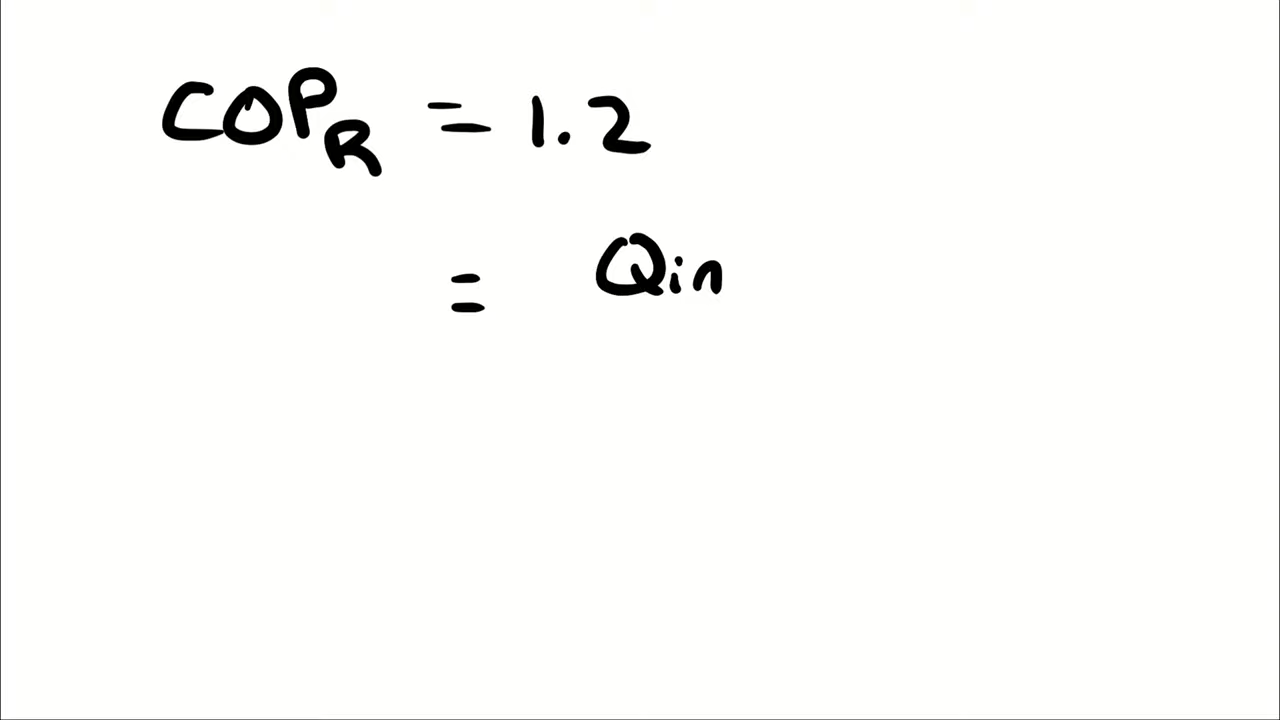 COPR = 1.2
= Qin